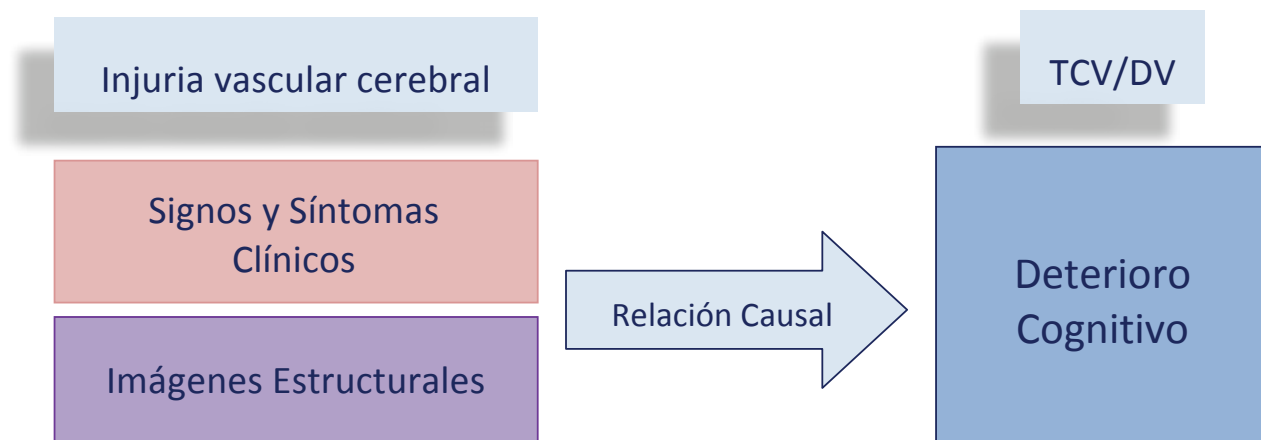 Injuria vascular cerebral
TCV/DV
Signos y Síntomas
Clínicos
Imágenes Estructurales
Relación Causal
Deterioro
Cognitivo